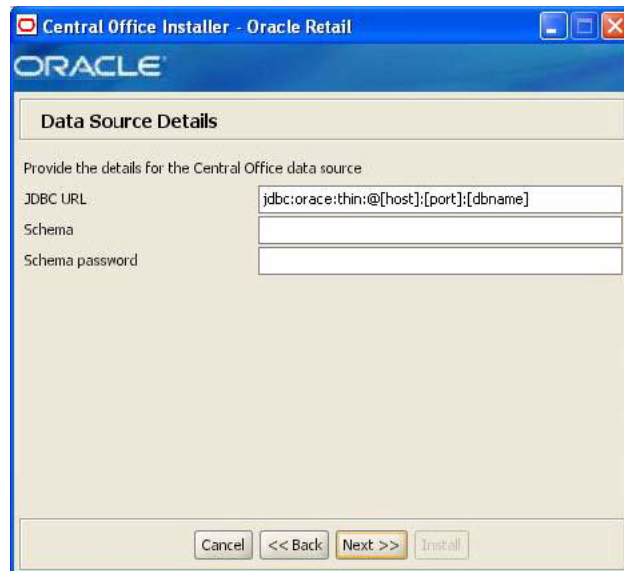 Central Office Installer - Oracle Retail
ORACLE
Data Source Details
Provide the details for the Central Office data source
JDBC URL jdbc:orace:thin:@[host]:[port]:[dbname]
Schema
Schema password
Cancel << Back Next >> Install